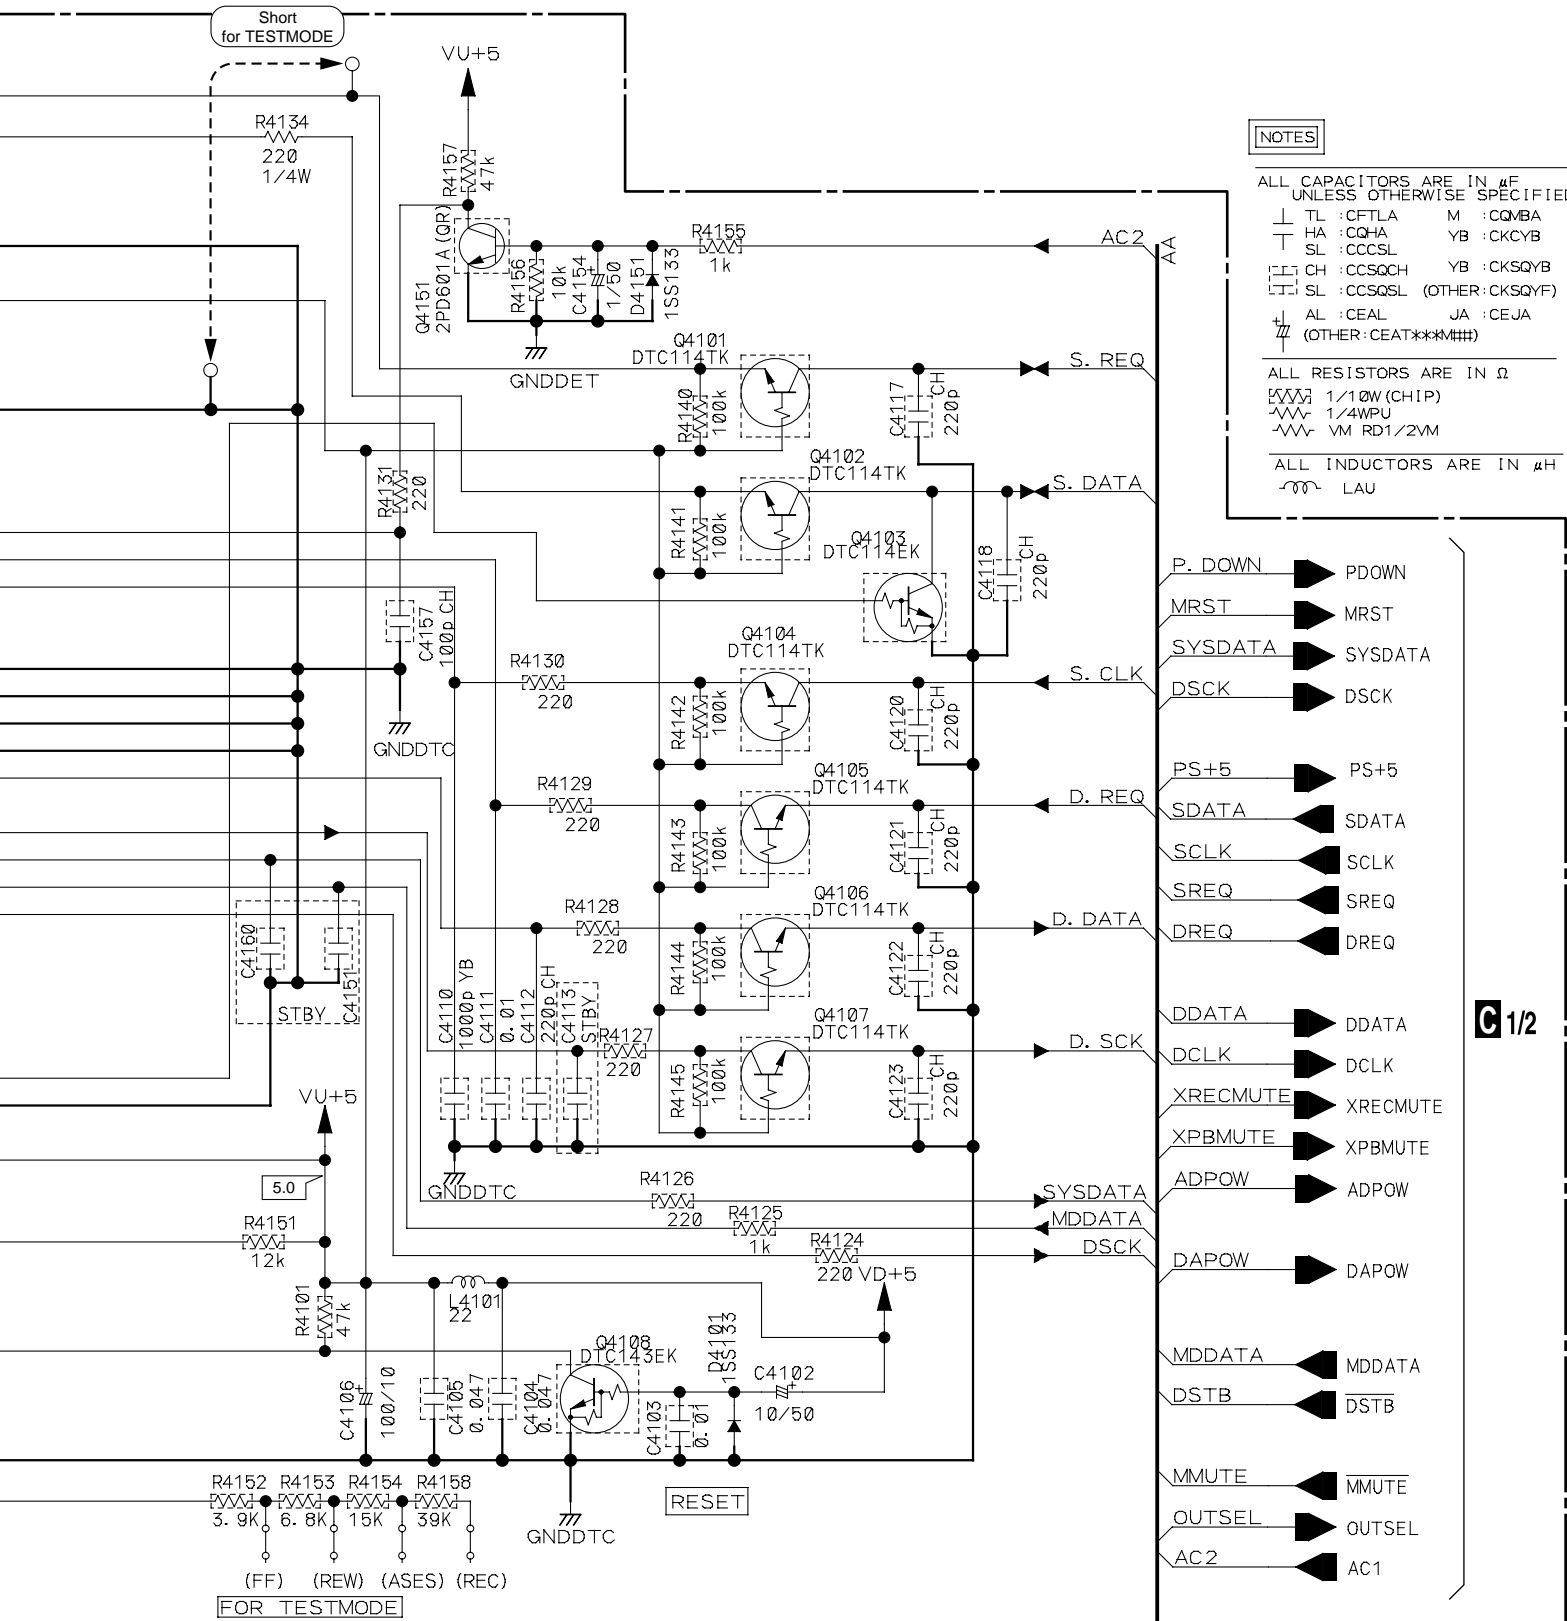 Short
for TESTMODE
VU+5
R4134
220
1/4W
R4157
47k
Q4151
2PD601A(QR)
R4156
10k
C4154
1/50
D4151
1SS133
R4155
1k
AC2
AA
GNDDET
NOTES
ALL CAPACITORS ARE IN µF
UNLESS OTHERWISE SPECIFIED
TL :CFTLA M :CQMBA
HA :CQHA YB :CKCYB
SL :CCCSL
CH :CCSQCH YB :CKSQYB
SL :CCSQSL (OTHER:CKSQYF)
AL :CEAL JA :CEJA
(OTHER:CEAT***M##)
ALL RESISTORS ARE IN Ω
1/10W(CHIP)
1/4WPU
VM RD1/2VM
ALL INDUCTORS ARE IN µH
LAU
Q4101
DTC114TK
R4140
100k
C4117
CH
220p
S. REQ
Q4102
DTC114TK
R4131
220
R4141
100k
S. DATA
Q4103
DTC114EK
C4118
CH
220p
C4157
100p CH
GNDDTC
R4130
220
Q4104
DTC114TK
R4142
100k
C4120
CH
220p
S. CLK
R4129
220
Q4105
DTC114TK
R4143
100k
C4121
CH
220p
D. REQ
R4128
220
Q4106
DTC114TK
R4144
100k
C4122
CH
220p
D. DATA
C4160
C4151
STBY
C4110
1000p YB
C4111
0.01
C4112
220p CH
C4113
STBY
R4127
220
Q4107
DTC114TK
R4145
100k
C4123
CH
220p
D. SCK
GNDDTC
P. DOWN PDOWN
MRST MRST
SYSDATA SYSDATA
DSCK DSCK
PS+5 PS+5
SDATA SDATA
SCLK SCLK
SREQ SREQ
DREQ DREQ
DDATA DDATA
DCLK DCLK
XRECMUTE XRECMUTE
XPBMUTE XPBMUTE
ADPOW ADPOW
DAPOW DAPOW
MDDATA MDDATA
DSTB DSTB
MMUTE MMUTE
OUTSEL OUTSEL
AC2 AC1
C 1/2
VU+5
5.0
R4151
12k
R4126
220
SYSDATA
R4125
1k
MDDATA
R4124
220
DSCK
VD+5
R4101
47k
L4101
22
C4106
100/10
C4105
0.047
C4104
0.047
Q4108
DTC143EK
C4103
0.01
D4101
1SS133
C4102
10/50
RESET
GNDDTC
R4152 R4153 R4154 R4158
3.9K 6.8K 15K 39K
(FF) (REW) (ASES) (REC)
FOR TESTMODE